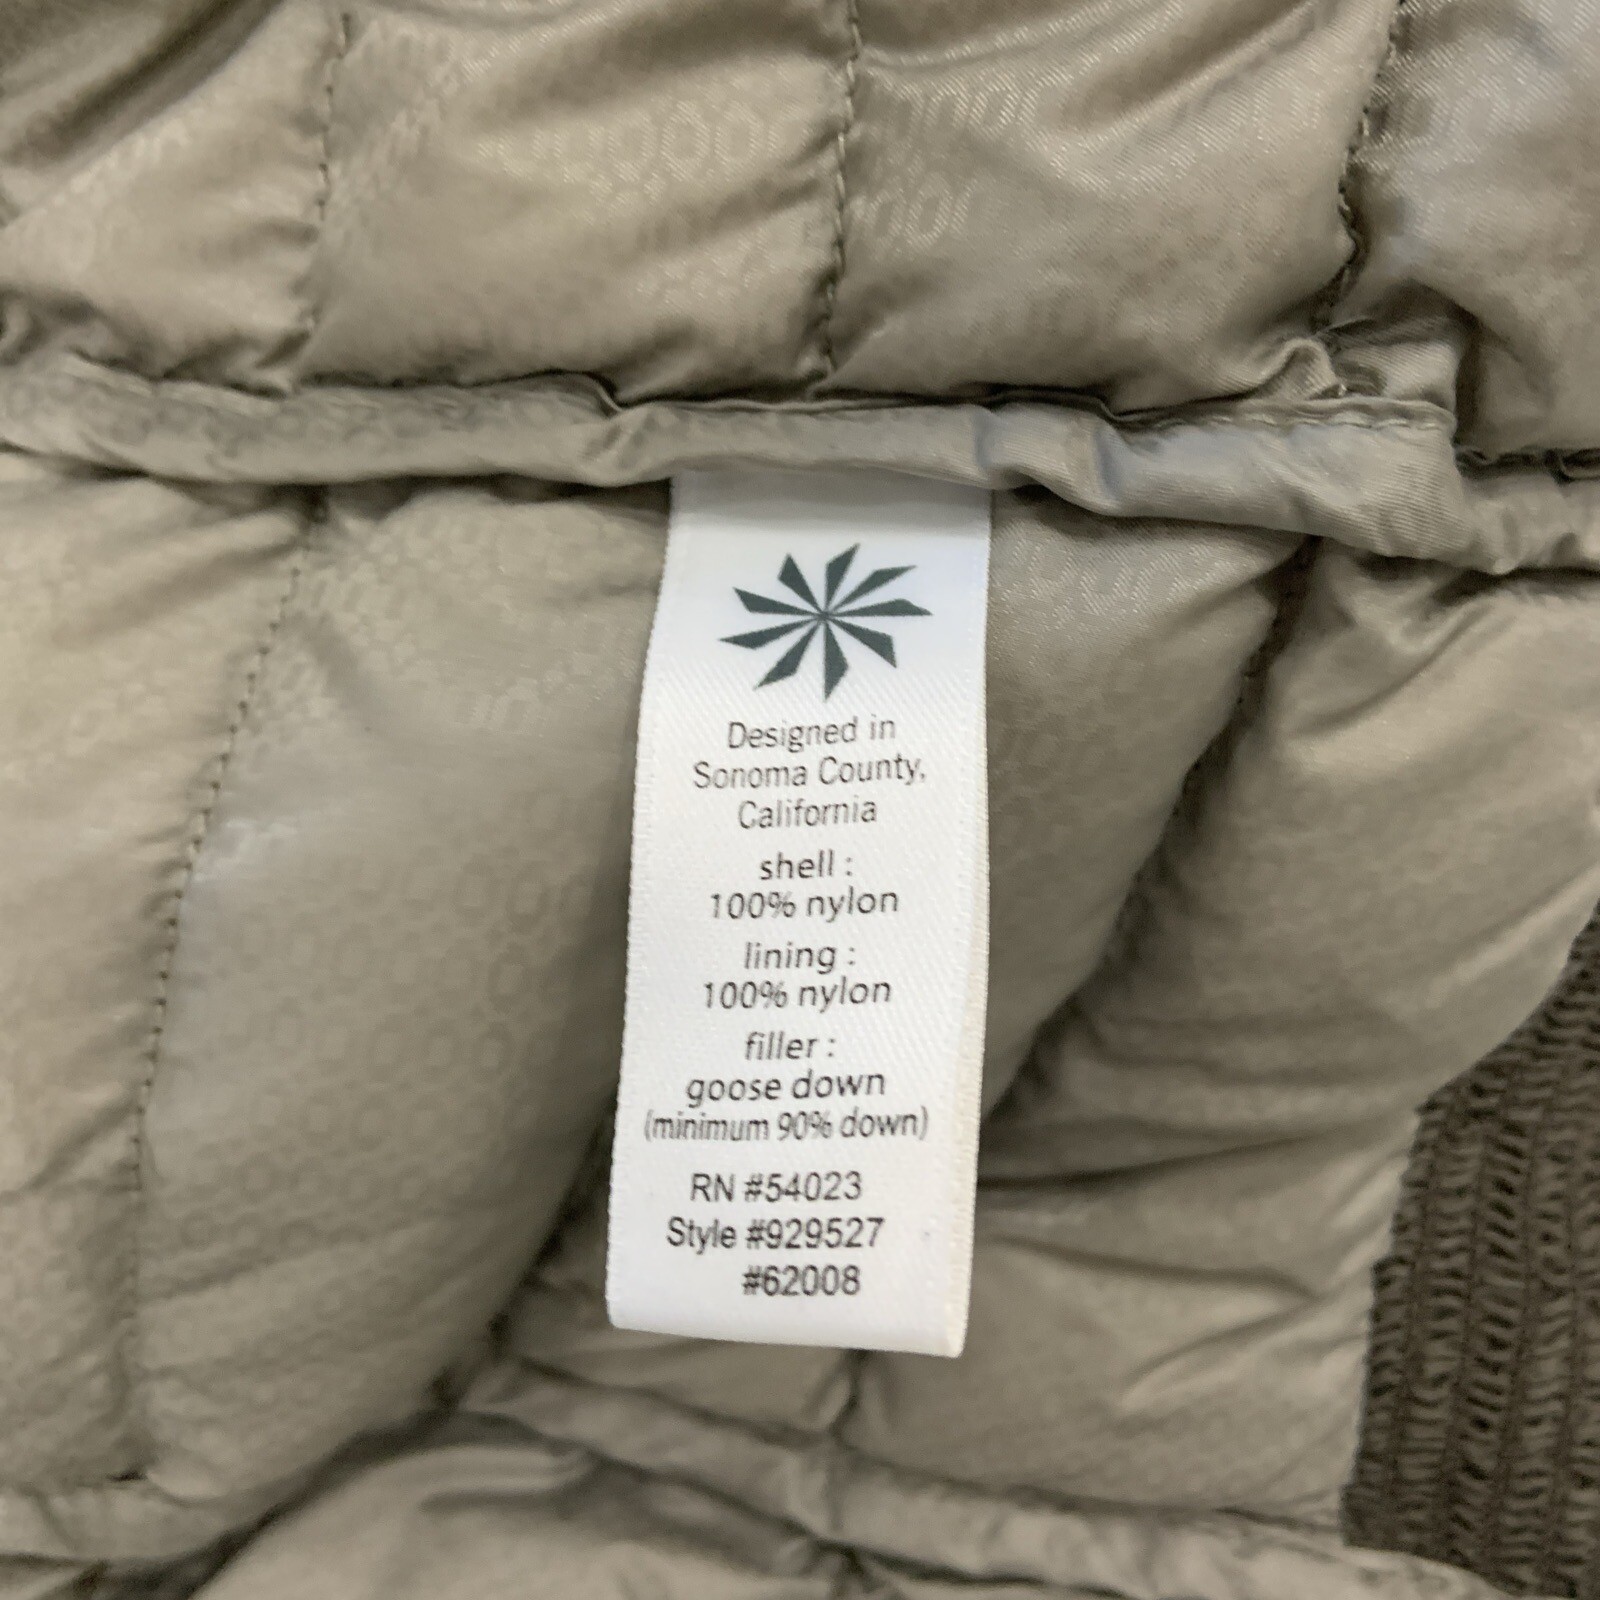 Designed in
Sonoma County,
California
shell :
100% nylon
lining :
100% nylon
filler :
goose down
(minimum 90% down)
RN #54023
Style #929527
#62008